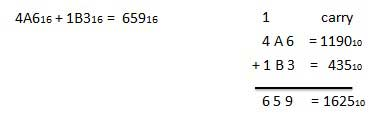 4A6₁₆ + 1B3₁₆ = 659₁₆
1 carry
4 A 6 = 1190₁₀
+ 1 B 3 = 435₁₀
6 5 9 = 1625₁₀